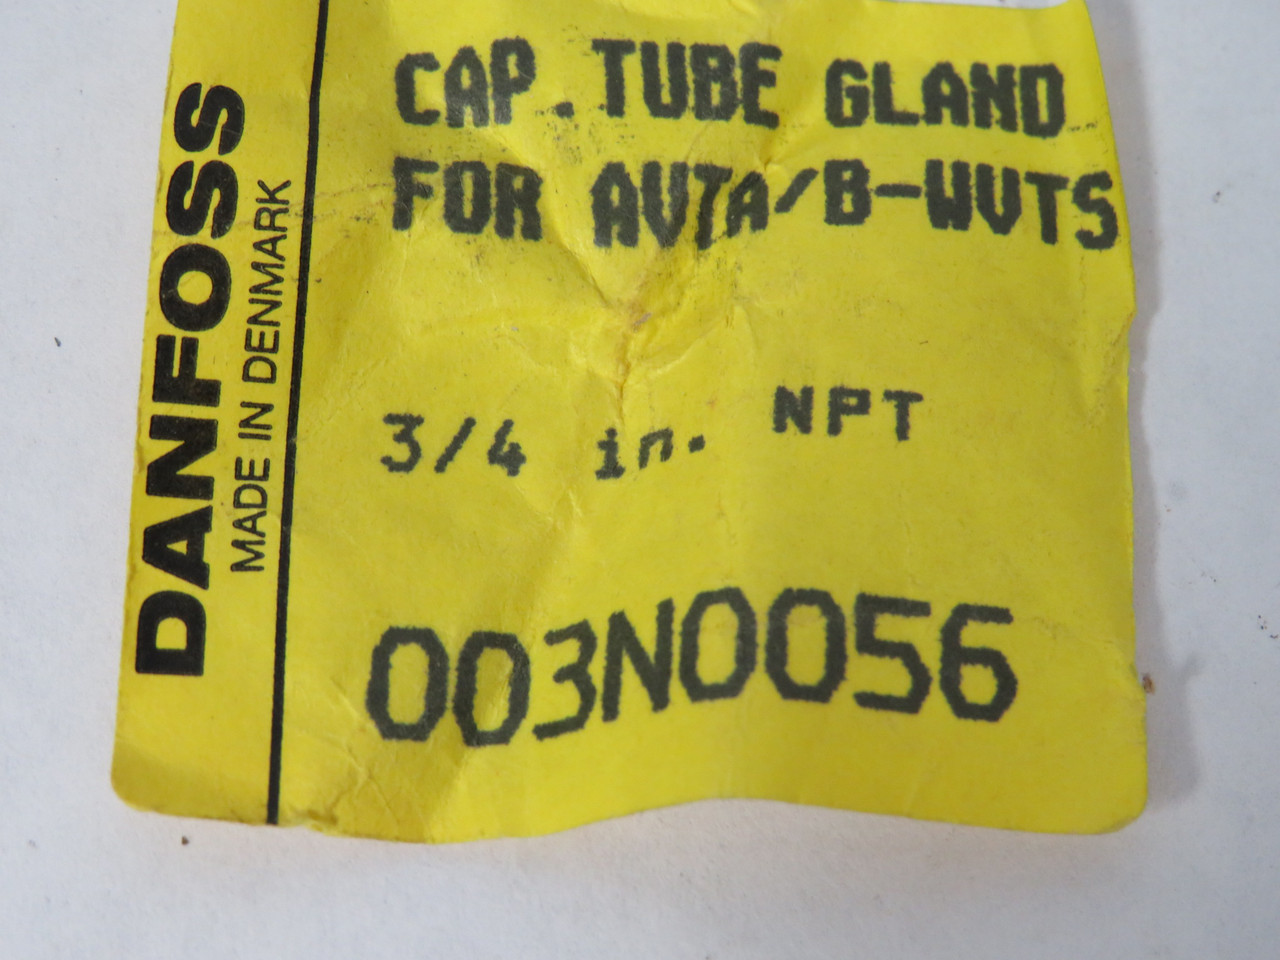 DANFOSS
MADE IN DENMARK
CAP.TUBE GLAND
FOR AVTA/B-WVTS
3/4 in. NPT
003N0056